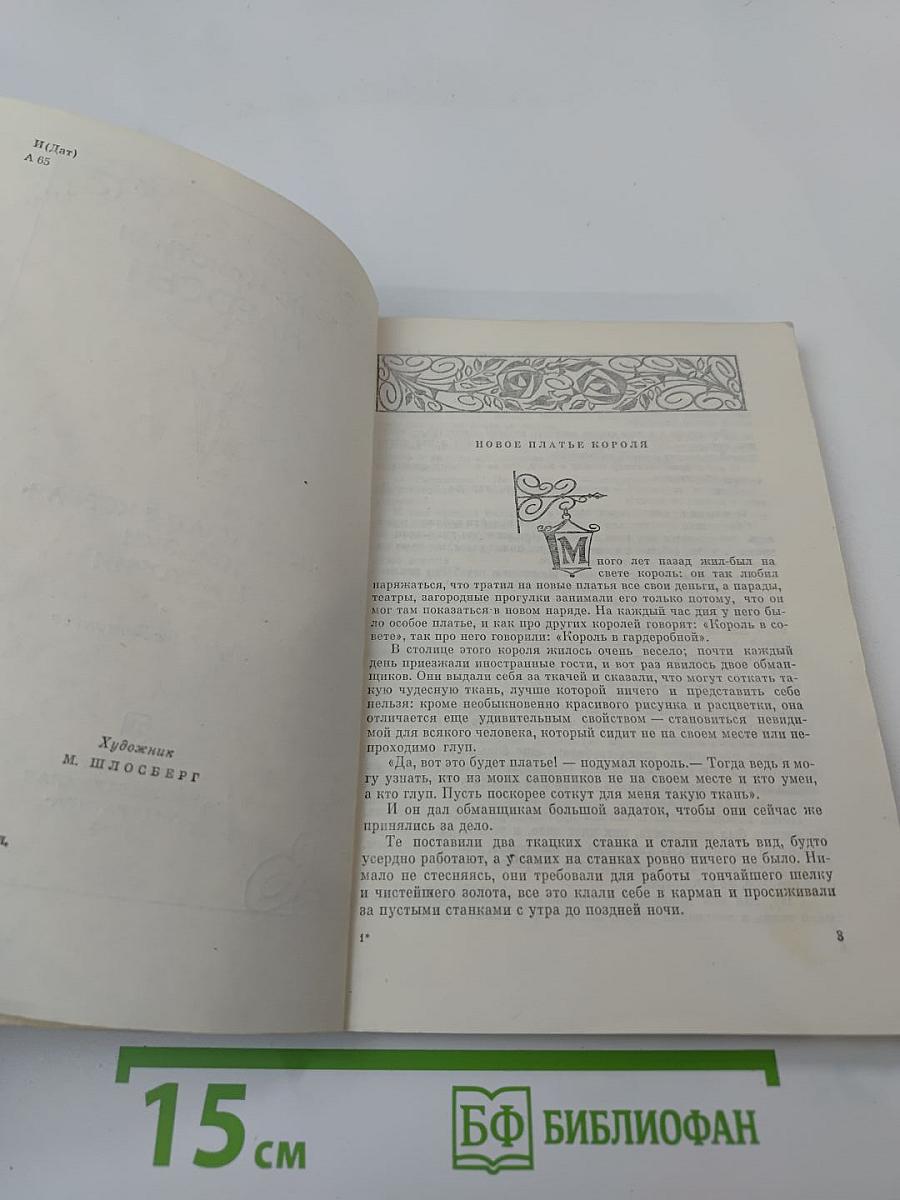 И(Дат)
А 65
Художник
М. ШЛОСБЕРГ
НОВОЕ ПЛАТЬЕ КОРОЛЯ
Много лет назад жил-был на
свете король: он так любил
наряжаться, что тратил на новые платья все свои деньги, а парады,
театры, загородные прогулки занимали его только потому, что он
мог там показаться в новом наряде. На каждый час дня у него бы-
ло особое платье, и как про других королей говорят: «Король в со-
вете», так про него говорили: «Король в гардеробной».
В столице этого короля жилось очень весело; почти каждый
день приезжали иностранные гости, и вот раз явилось двое обман-
щиков. Они выдали себя за ткачей и сказали, что могут соткать та-
кую чудесную ткань, лучше которой ничего и представить себе
нельзя: кроме необыкновенно красивого рисунка и расцветки, она
отличается еще удивительным свойством — становиться невиди-
мой для всякого человека, который сидит не на своем месте или не-
проходимо глуп.
«Да, вот это будет платье! — подумал король.— Тогда ведь я мо-
гу узнать, кто из моих сановников не на своем месте и кто умен,
а кто глуп. Пусть поскорее соткут для меня такую ткань».
И он дал обманщикам большой задаток, чтобы они сейчас же
принялись за дело.
Те поставили два ткацких станка и стали делать вид, будто
усердно работают, а у самих на станках ровно ничего не было. Ни-
мало не стесняясь, они требовали для работы тончайшего шелку
и чистейшего золота, все это клали себе в карман и просиживали
за пустыми станками с утра до поздней ночи.
1*
3
15 см
БФ БИБЛИОФАН